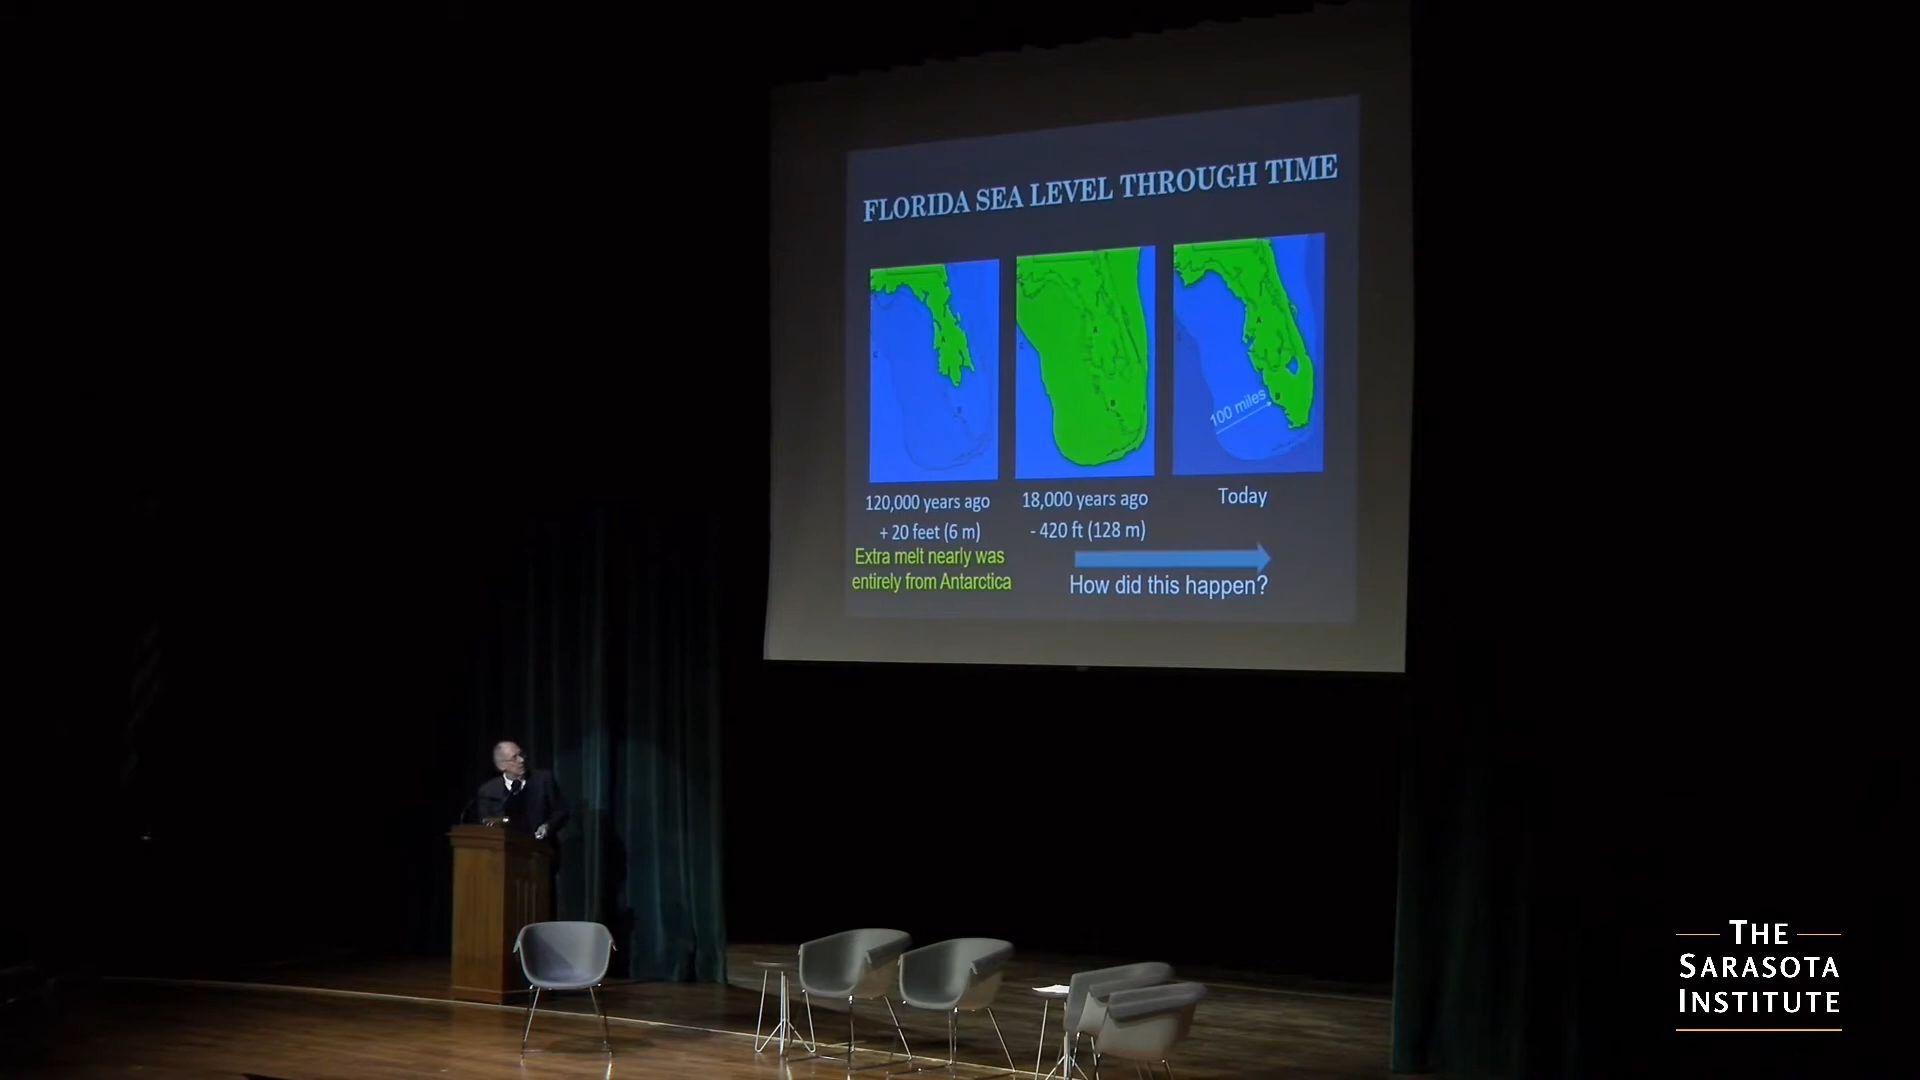 FLORIDA SEA LEVEL THROUGH TIME
100 miles
120,000 years ago
+ 20 feet (6 m)
Extra melt nearly was
entirely from Antarctica
18,000 years ago
- 420 ft (128 m)
Today
How did this happen?
THE
SARASOTA
INSTITUTE